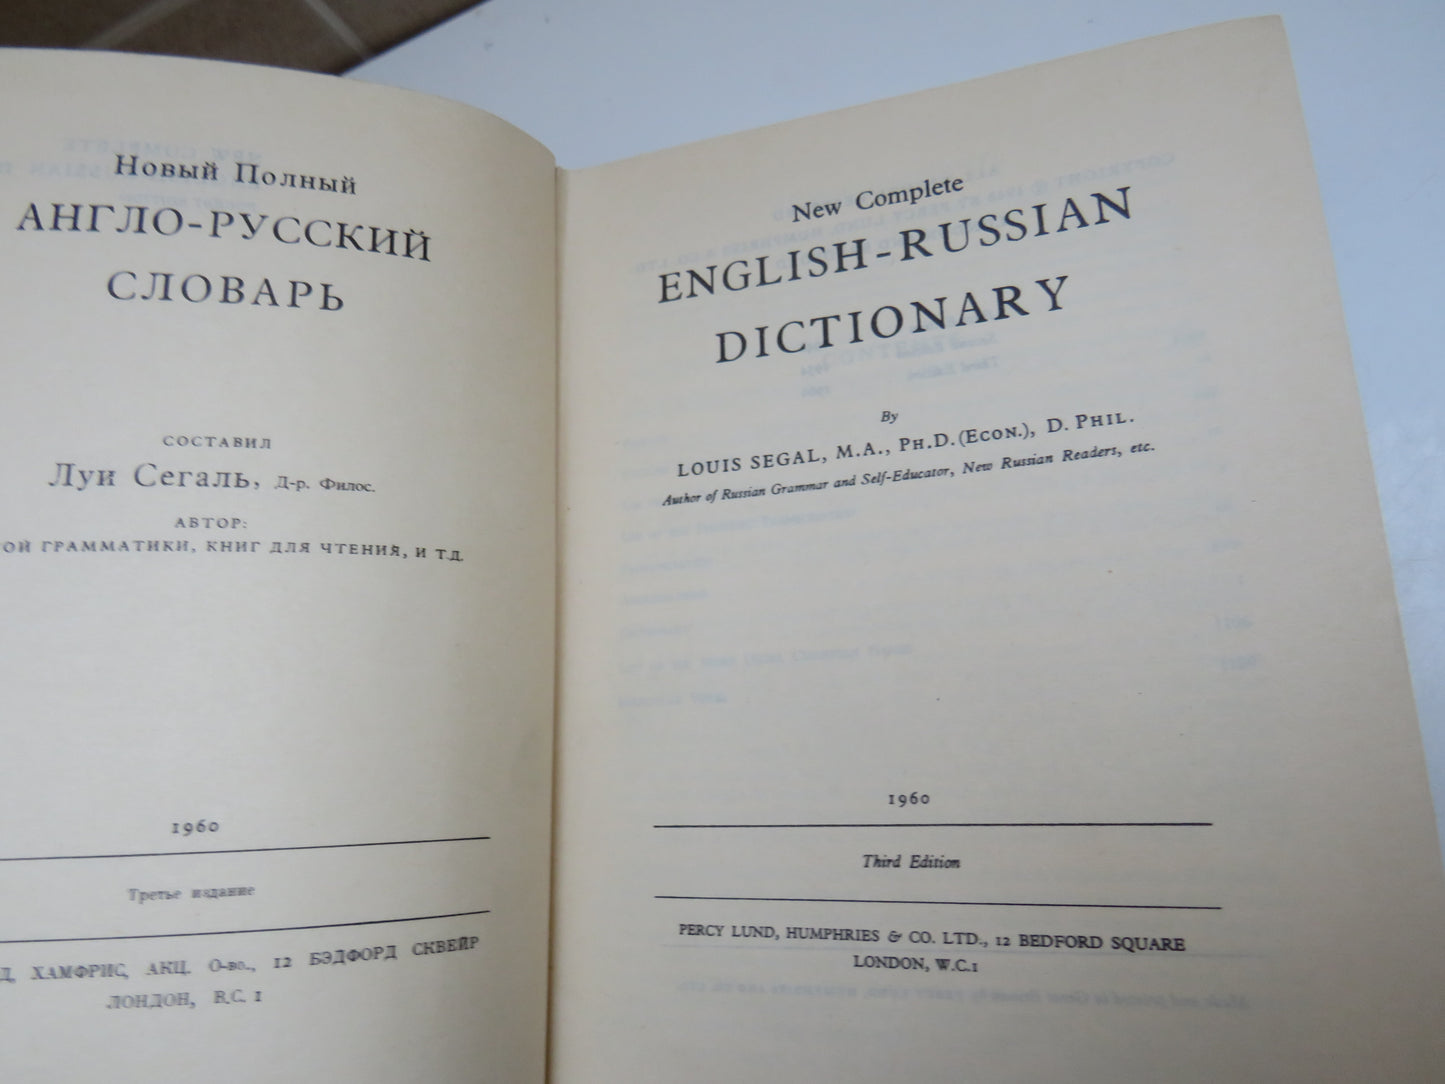 Новый Полный
АНГЛО-РУССКИЙ
СЛОВАРЬ
СОСТАВИЛ
Луи Сегаль, Д-р. Филос.
АВТОР:
ОЙ ГРАММАТИКИ, КНИГ ДЛЯ ЧТЕНИЯ, И Т.Д.
1960
Третье издание
Д, ХАМФРИС, АКЦ. О-во., 12 БЭДФОРД СКВЕЙР
ЛОНДОН, В.С. 1
New Complete
ENGLISH-RUSSIAN
DICTIONARY
By
LOUIS SEGAL, M.A., PH.D. (ECON.), D. PHIL.
Author of Russian Grammar and Self-Educator, New Russian Readers, etc.
1960
Third Edition
PERCY LUND, HUMPHRIES & CO. LTD., 12 BEDFORD SQUARE
LONDON, W.C.1